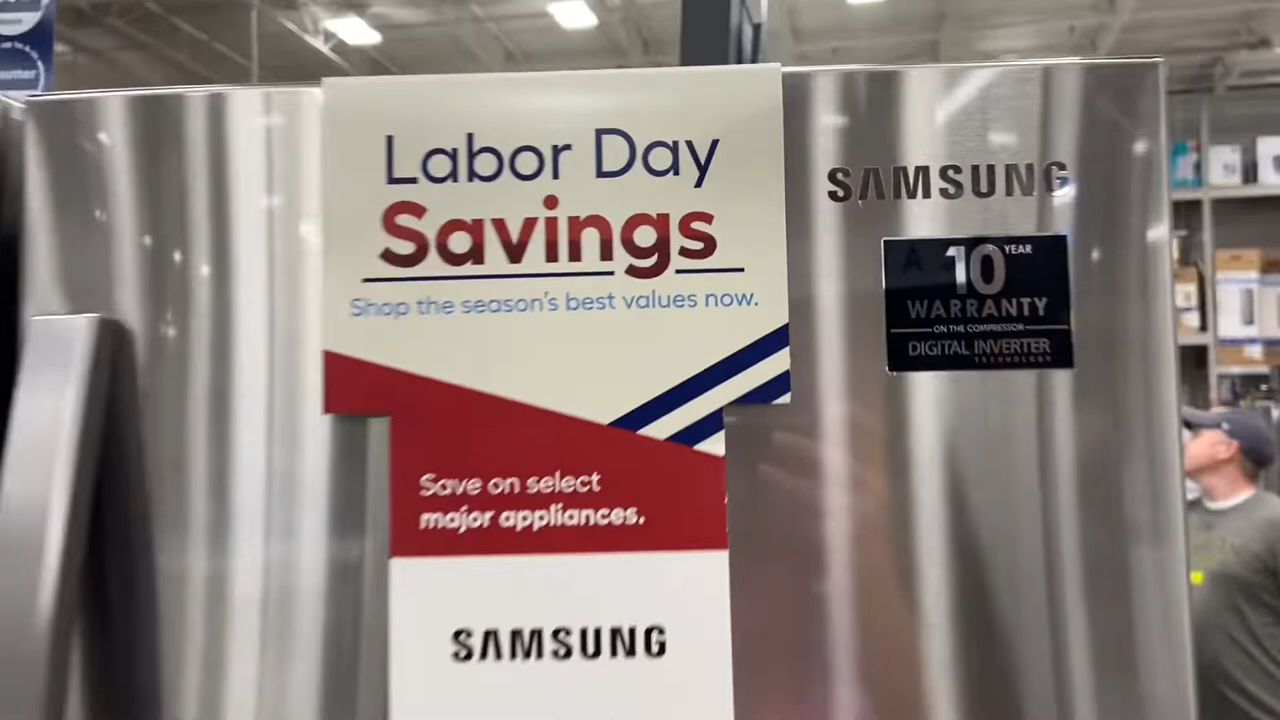 Labor Day
Savings
Shop the season's best values now.
Save on select
major appliances.
SAMSUNG
SAMSUNG
10 YEAR
WARRANTY
ON THE COMPRESSOR
DIGITAL INVERTER
TECHNOLOGY